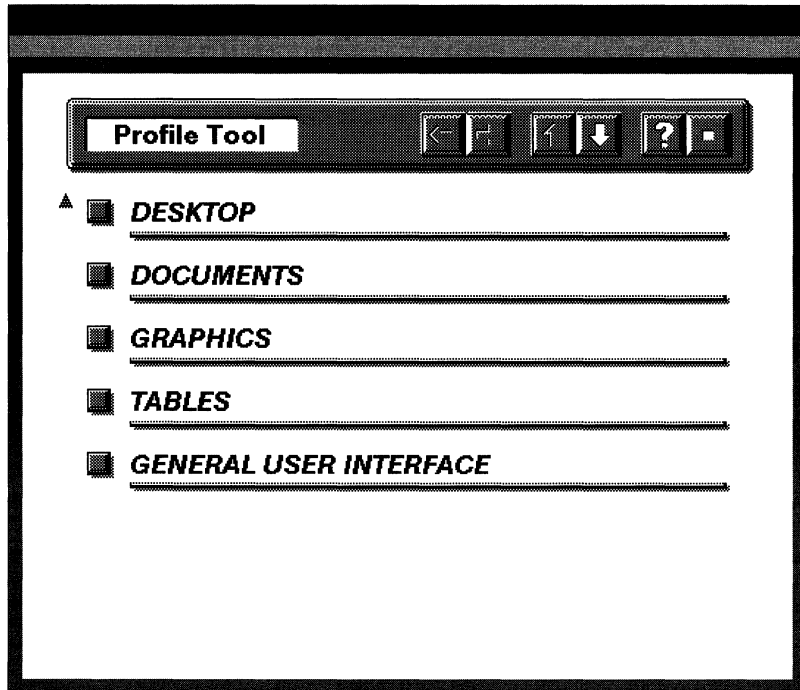 Profile Tool
?
DESKTOP
DOCUMENTS
GRAPHICS
TABLES
GENERAL USER INTERFACE